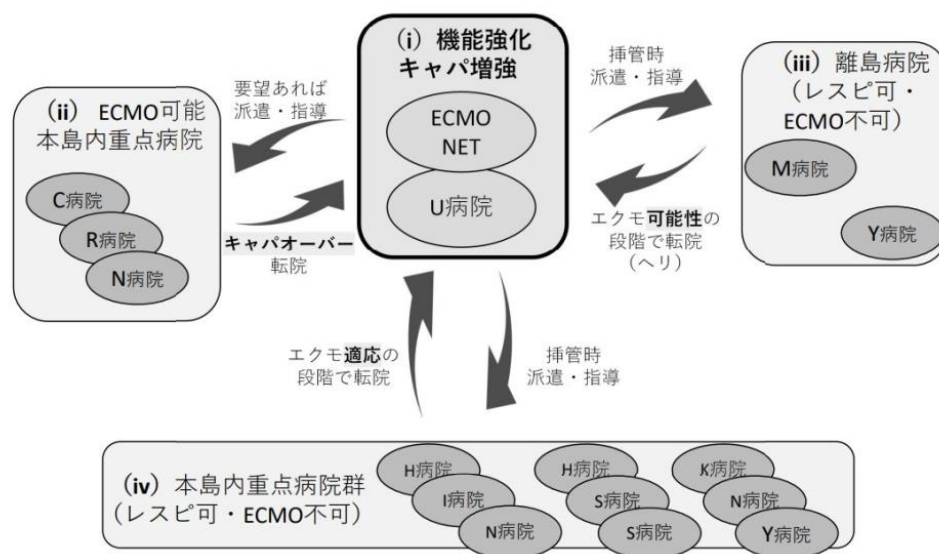 (i) 機能強化
キャパ増強
ECMO
NET
U病院
要望あれば
派遣・指導
(ii) ECMO可能
本島内重点病院
C病院
R病院
N病院
キャパオーバー
転院
挿管時
派遣・指導
(iii) 離島病院
(レスピ可・
ECMO不可)
M病院
Y病院
エクモ可能性の
段階で転院
(ヘリ)
エクモ適応の
段階で転院
挿管時
派遣・指導
(iv) 本島内重点病院群
(レスピ可・ECMO不可)
H病院
I病院
N病院
H病院
S病院
S病院
K病院
N病院
Y病院